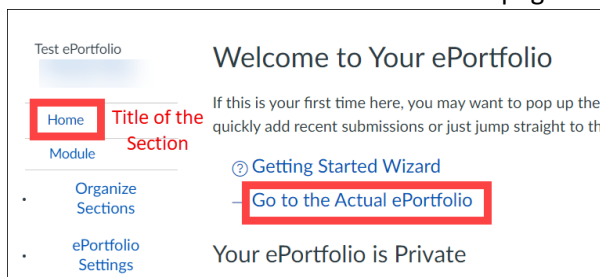 pag
Test ePortfolio
Welcome to Your ePortfolio
If this is your first time here, you may want to pop up the
quickly add recent submissions or just jump straight to th
Home
Title of the
Section
Module
Getting Started Wizard
Organize
Sections
Go to the Actual ePortfolio
ePortfolio
Settings
Your ePortfolio is Private